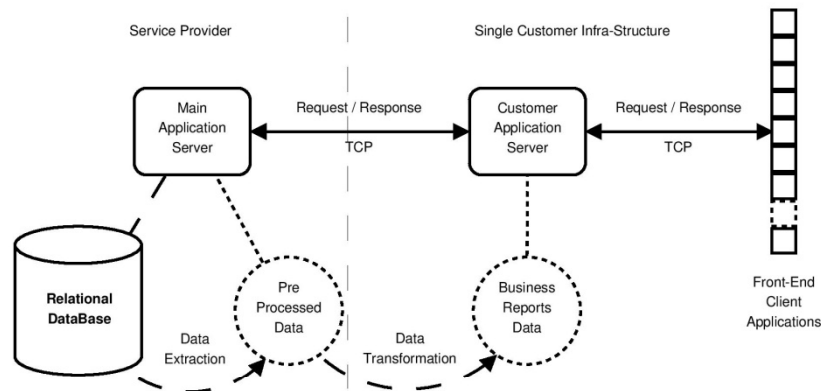 Service Provider
Single Customer Infra-Structure
Main
Application
Server
Request / Response
TCP
Customer
Application
Server
Request / Response
TCP
Relational
DataBase
Pre
Processed
Data
Business
Reports
Data
Front-End
Client
Applications
Data
Extraction
Data
Transformation